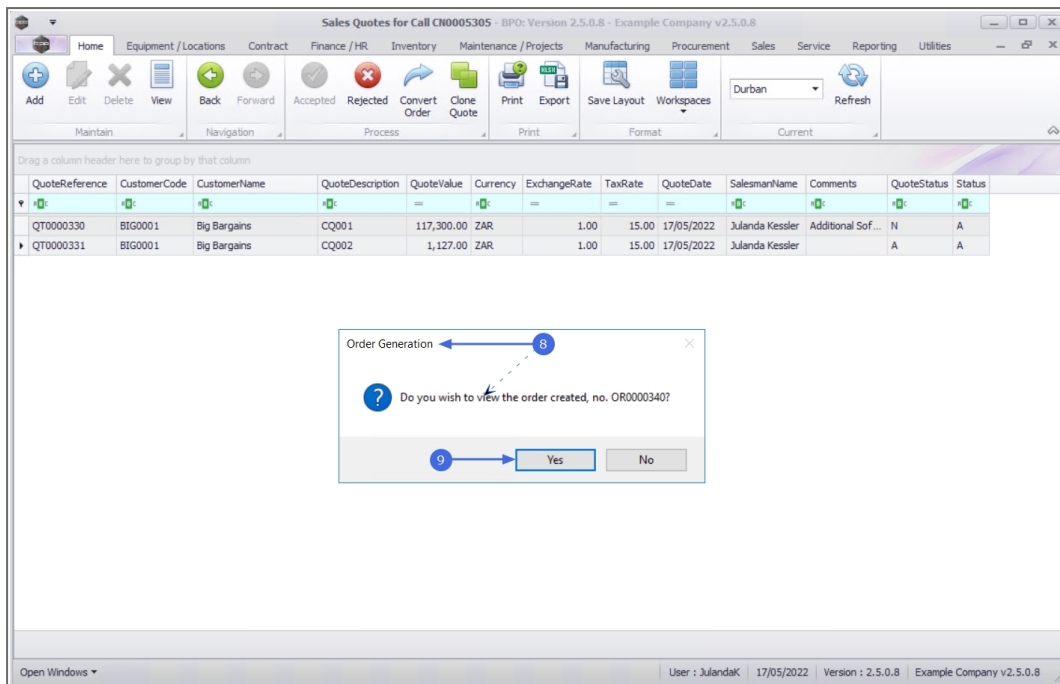 Sales Quotes for Call CN0005305 - BPO: Version 2.5.0.8 - Example Company v2.5.0.8
Home Equipment / Locations Contract Finance / HR Inventory Maintenance / Projects Manufacturing Procurement Sales Service Reporting Utilities
Add Edit Delete View Back Forward Accepted Rejected Convert Order Clone Quote Print Export Save Layout Workspaces Durban Refresh
Maintain Navigation Process Print Format Current
Drag a column header here to group by that column
QuoteReference CustomerCode CustomerName QuoteDescription QuoteValue Currency ExchangeRate TaxRate QuoteDate SalesmanName Comments QuoteStatus Status
QT0000330 BIG0001 Big Bargains CQ001 117,300.00 ZAR 1.00 15.00 17/05/2022 Julanda Kessler Additional Sof... N A
QT0000331 BIG0001 Big Bargains CQ002 1,127.00 ZAR 1.00 15.00 17/05/2022 Julanda Kessler A A
Order Generation 8
Do you wish to view the order created, no. OR0000340?
9 Yes No
Open Windows User : JulandaK 17/05/2022 Version : 2.5.0.8 Example Company v2.5.0.8